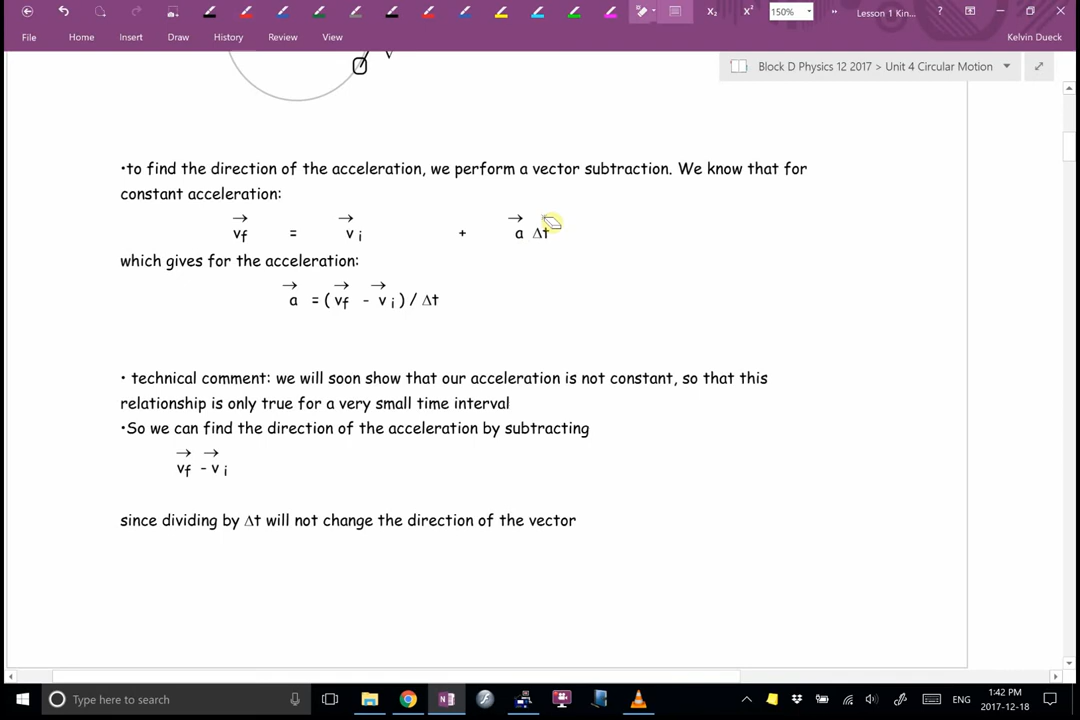 150%
Lesson 1 Kin...
File Home Insert Draw History Review View
Kelvin Dueck
Block D Physics 12 2017 > Unit 4 Circular Motion
v
•to find the direction of the acceleration, we perform a vector subtraction. We know that for
constant acceleration:
→ → →
vf = v i + a Δt
which gives for the acceleration:
→ → →
a = ( vf - v i ) / Δt
• technical comment: we will soon show that our acceleration is not constant, so that this
relationship is only true for a very small time interval
•So we can find the direction of the acceleration by subtracting
→ →
vf - v i
since dividing by Δt will not change the direction of the vector
Type here to search
ENG
1:42 PM
2017-12-18